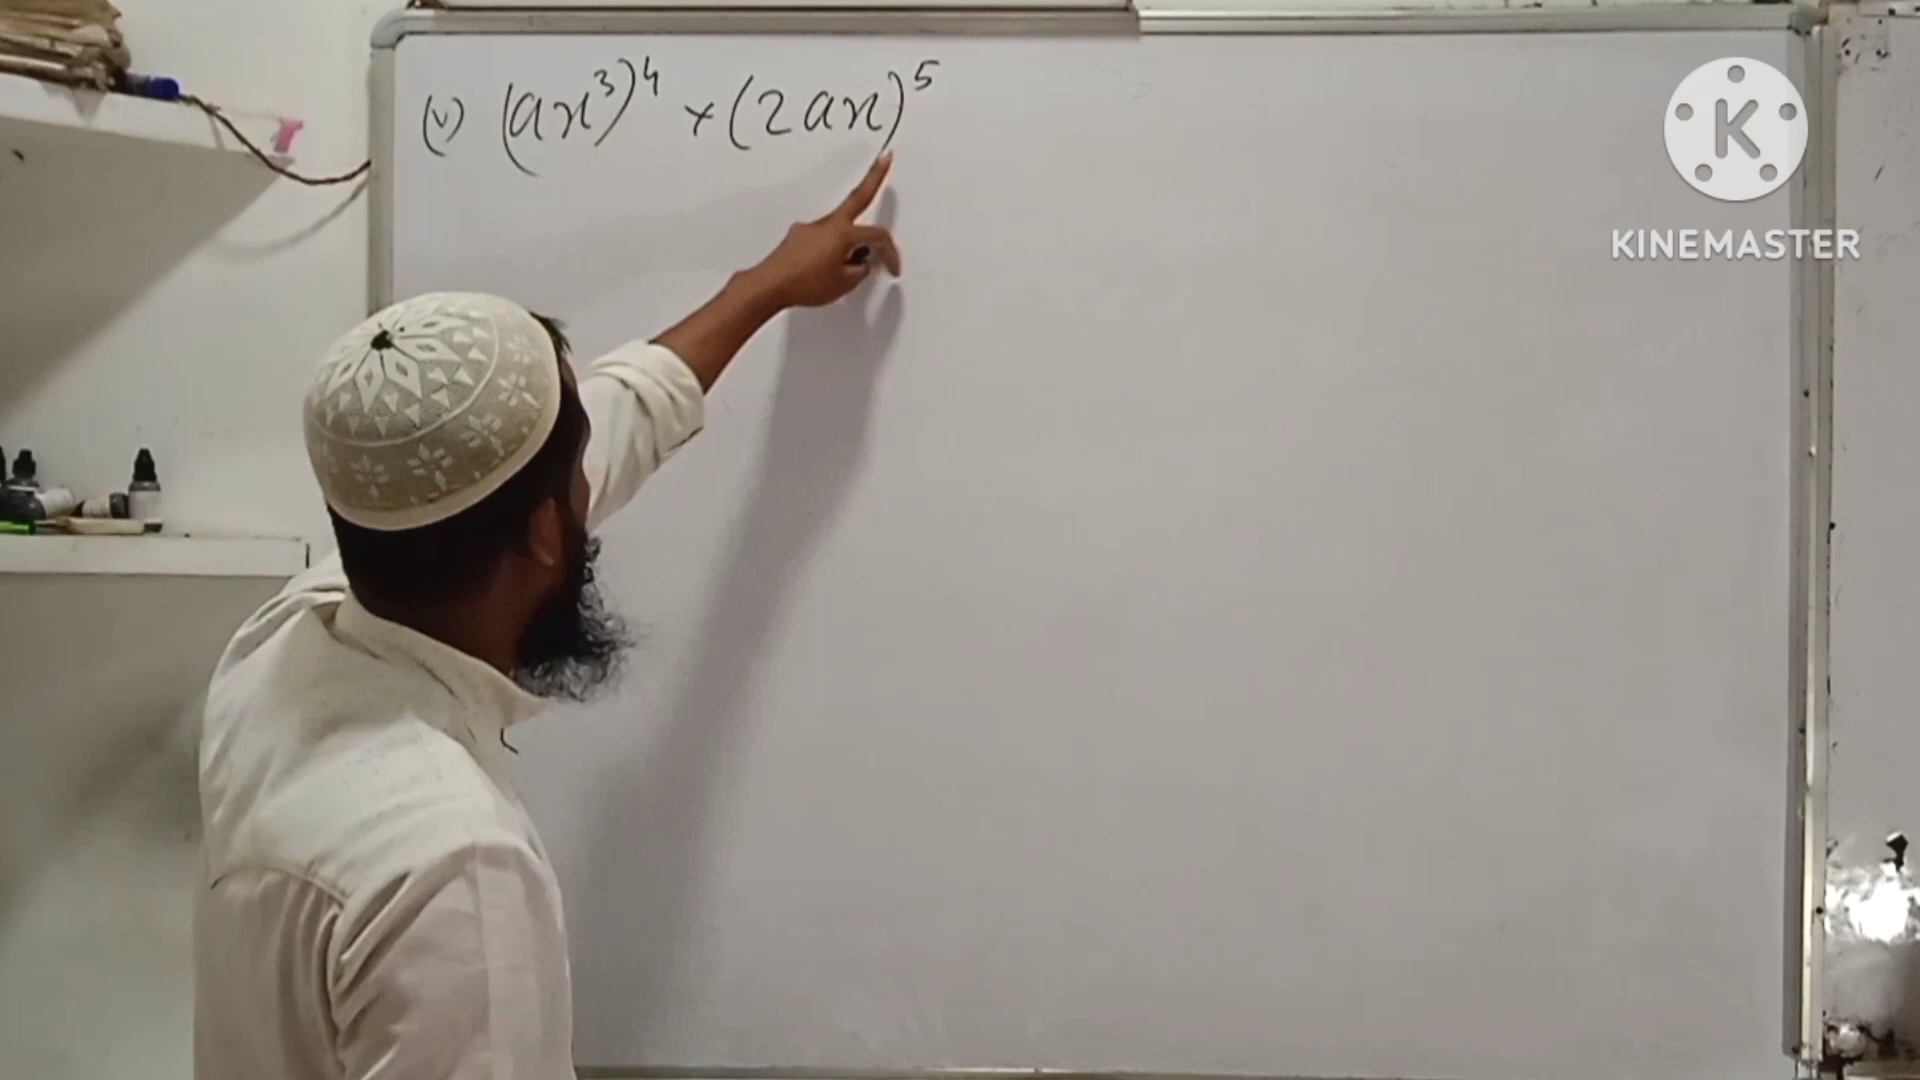 (v) (ax³)⁴ × (2ax)⁵
K
KINEMASTER